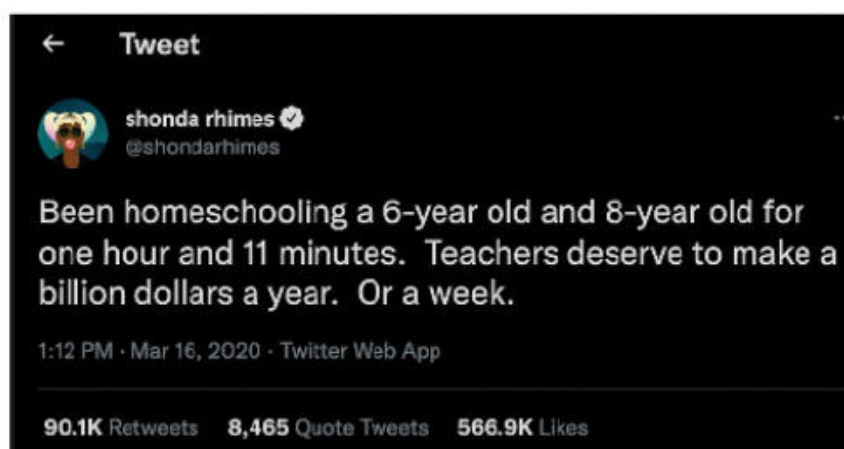 ← Tweet
shonda rhimes
@shondarhimes
Been homeschooling a 6-year old and 8-year old for
one hour and 11 minutes.  Teachers deserve to make a
billion dollars a year.  Or a week.
1:12 PM · Mar 16, 2020 · Twitter Web App
90.1K Retweets 8,465 Quote Tweets 566.9K Likes